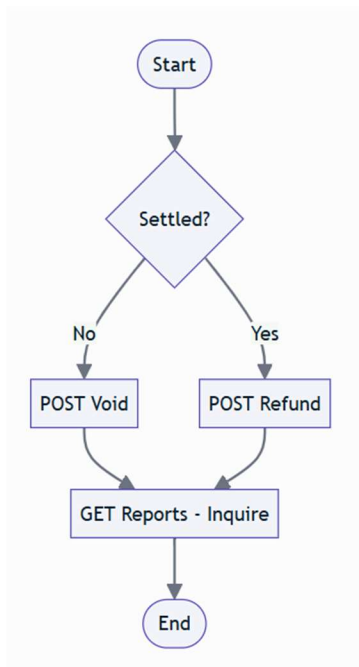 Start
Settled?
No
Yes
POST Void
POST Refund
GET Reports - Inquire
End